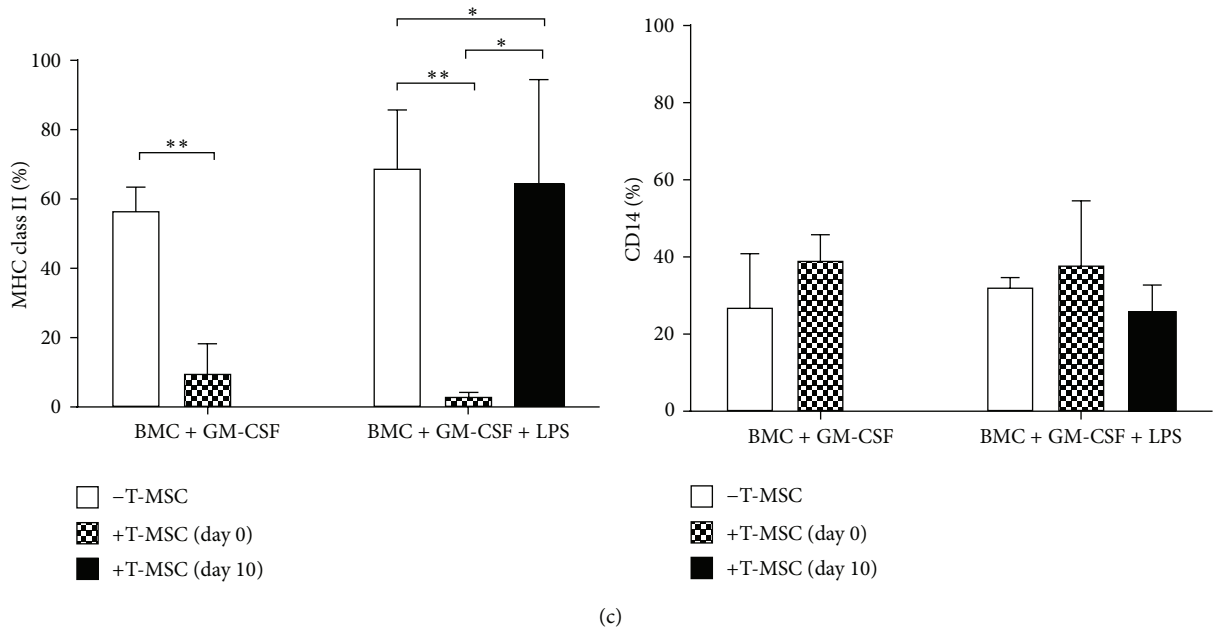 *
*
**
**
100
80
60
40
20
0
MHC class II (%)
BMC + GM-CSF
BMC + GM-CSF + LPS
−T-MSC
+T-MSC (day 0)
+T-MSC (day 10)
100
80
60
40
20
0
CD14 (%)
BMC + GM-CSF
BMC + GM-CSF + LPS
−T-MSC
+T-MSC (day 0)
+T-MSC (day 10)
(c)